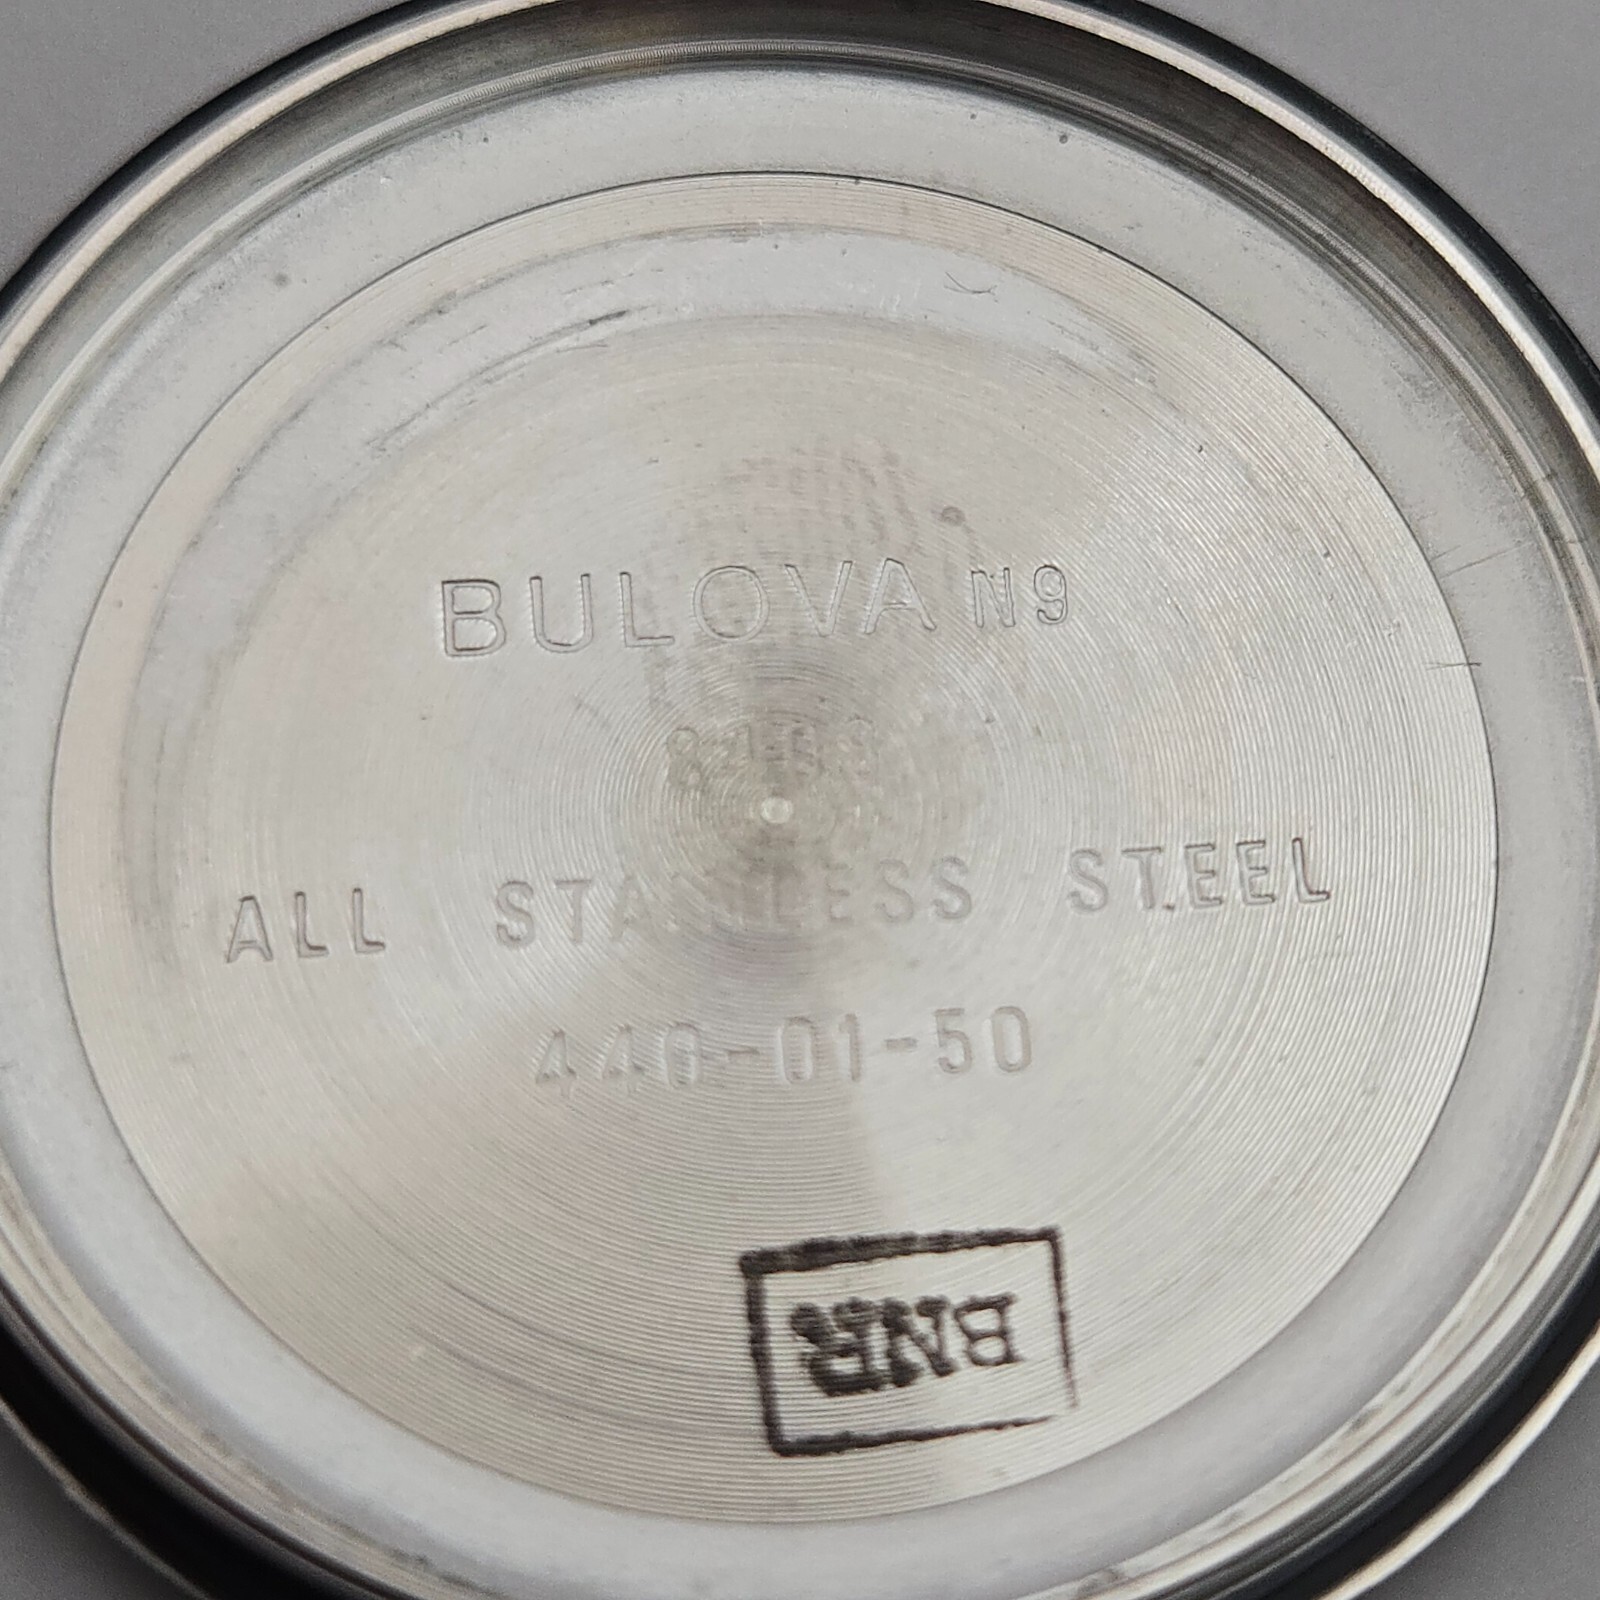 BULOVA N9
ALL STAINLESS STEEL
440-01-50
BNR